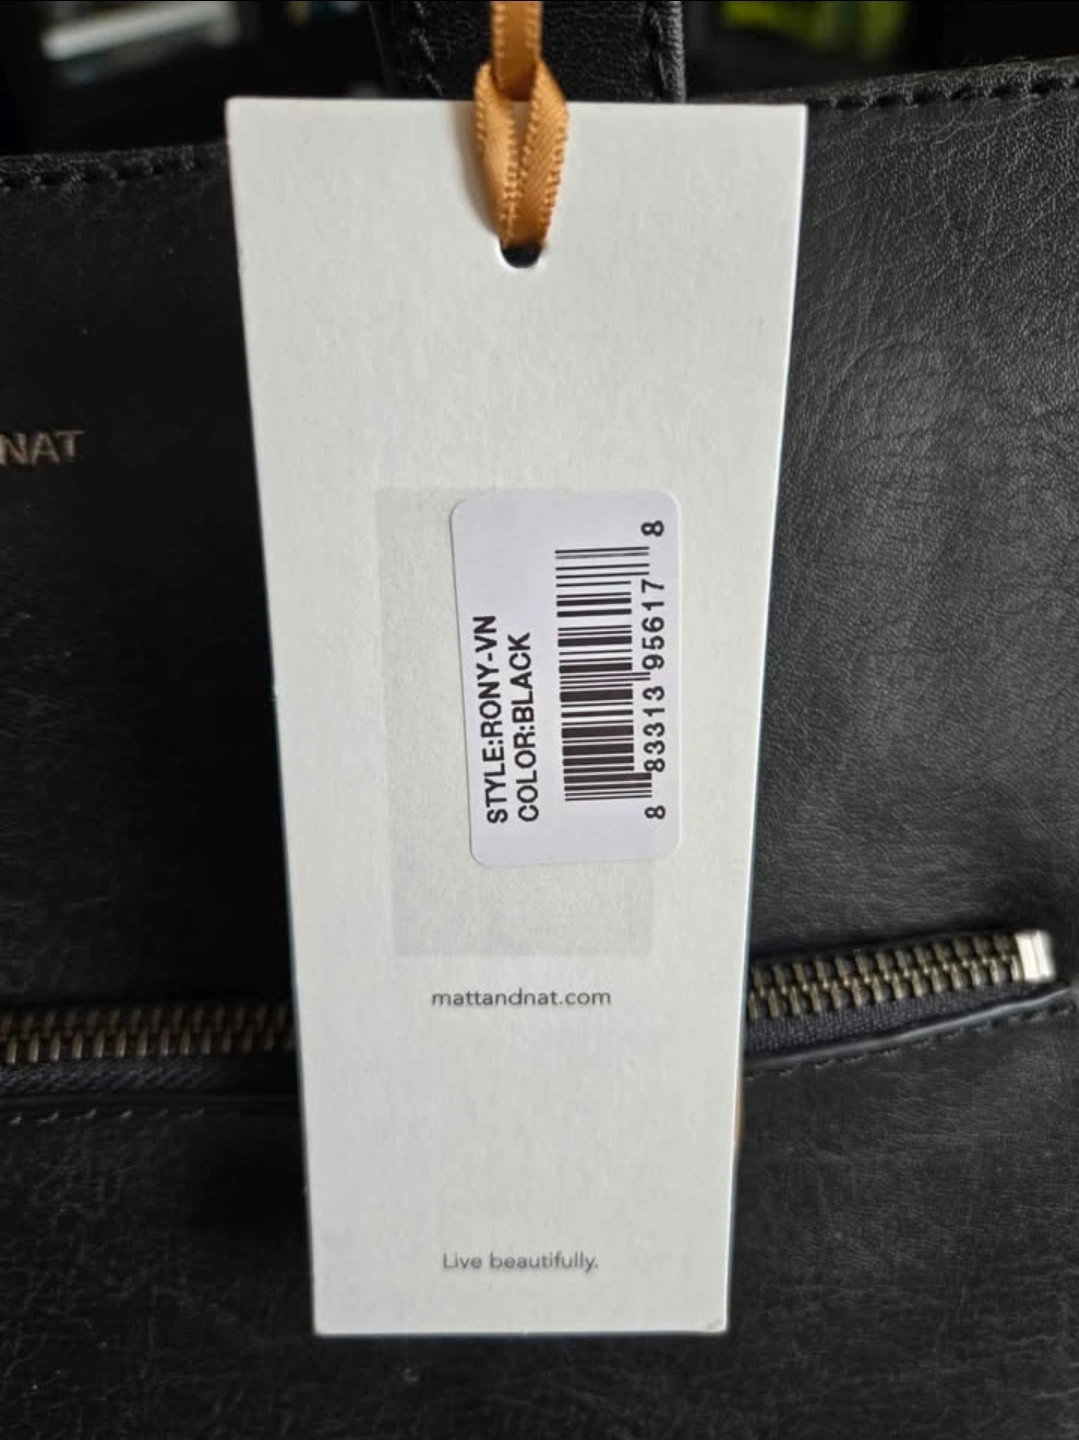 NAT
STYLE:RONY-VN
COLOR:BLACK
8 83313 95617 8
mattandnat.com
Live beautifully.